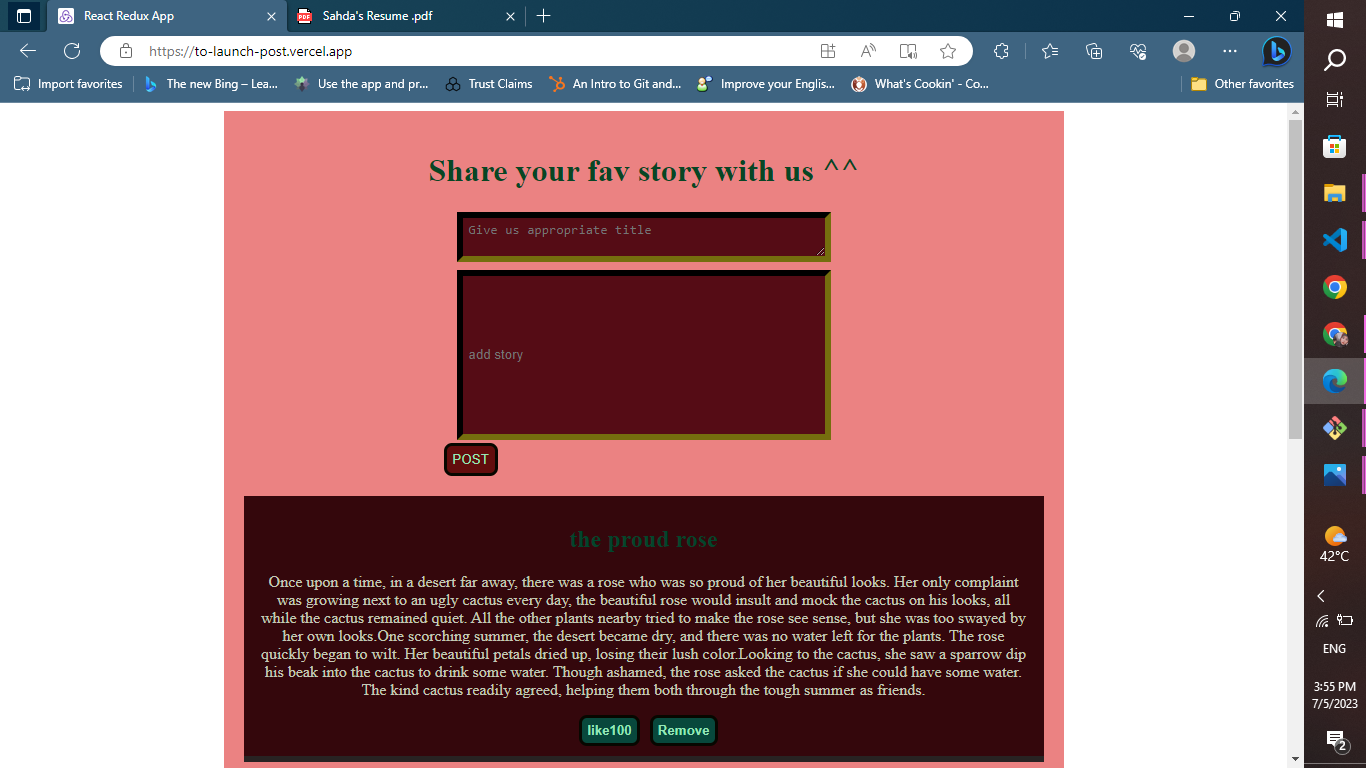 React Redux App
Sahda's Resume .pdf
https://to-launch-post.vercel.app
Import favorites
The new Bing – Lea...
Use the app and pr...
Trust Claims
An Intro to Git and...
Improve your Englis...
What's Cookin' - Co...
Other favorites
Share your fav story with us ^^
Give us appropriate title
add story
POST
the proud rose
Once upon a time, in a desert far away, there was a rose who was so proud of her beautiful looks. Her only complaint
was growing next to an ugly cactus every day, the beautiful rose would insult and mock the cactus on his looks, all
while the cactus remained quiet. All the other plants nearby tried to make the rose see sense, but she was too swayed by
her own looks.One scorching summer, the desert became dry, and there was no water left for the plants. The rose
quickly began to wilt. Her beautiful petals dried up, losing their lush color.Looking to the cactus, she saw a sparrow dip
his beak into the cactus to drink some water. Though ashamed, the rose asked the cactus if she could have some water.
The kind cactus readily agreed, helping them both through the tough summer as friends.
like100
Remove
42°C
ENG
3:55 PM
7/5/2023
2